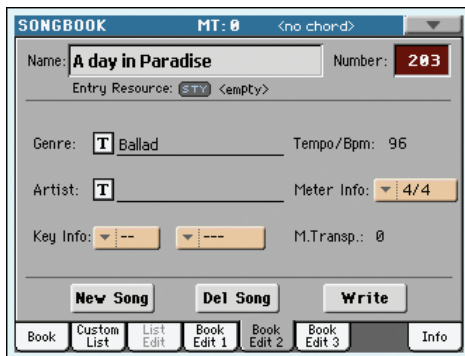 SONGBOOK MT:0 <no chord>
Name: A day in Paradise Number: 203
Entry Resource: STY <empty>
Genre: T Ballad Tempo/Bpm: 96
Artist: T Meter Info: 4/4
Key Info: -- --- M.Transp.: 0
New Song Del Song Write
Book Custom List List Edit Book Edit 1 Book Edit 2 Book Edit 3 Info